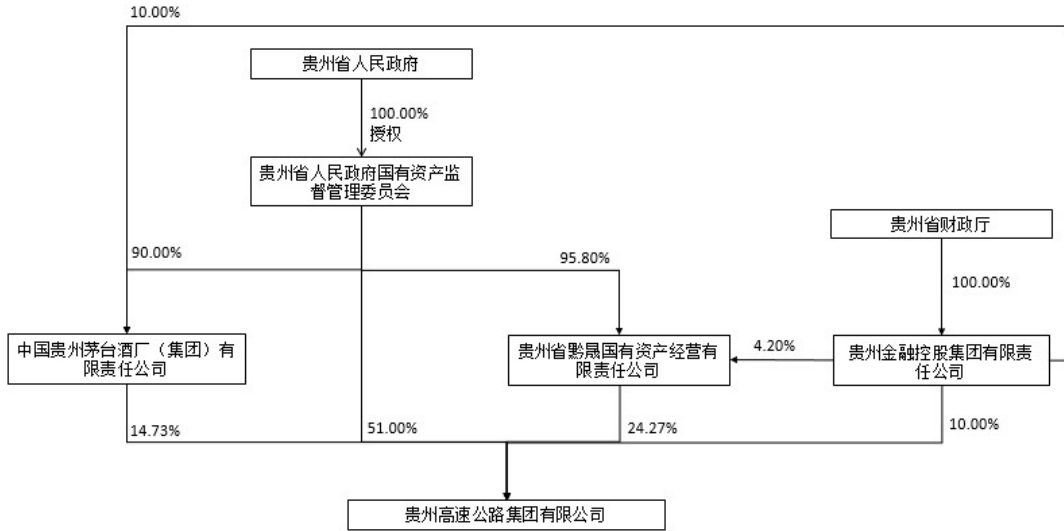 10.00%
贵州省人民政府
100.00%
授权
贵州省人民政府国有资产监
督管理委员会
贵州省财政厅
90.00%
95.80%
100.00%
中国贵州茅台酒厂（集团）有
限责任公司
贵州省黔晟国有资产经营有
限责任公司
4.20%
贵州金融控股集团有限责
任公司
14.73%
51.00%
24.27%
10.00%
贵州高速公路集团有限公司